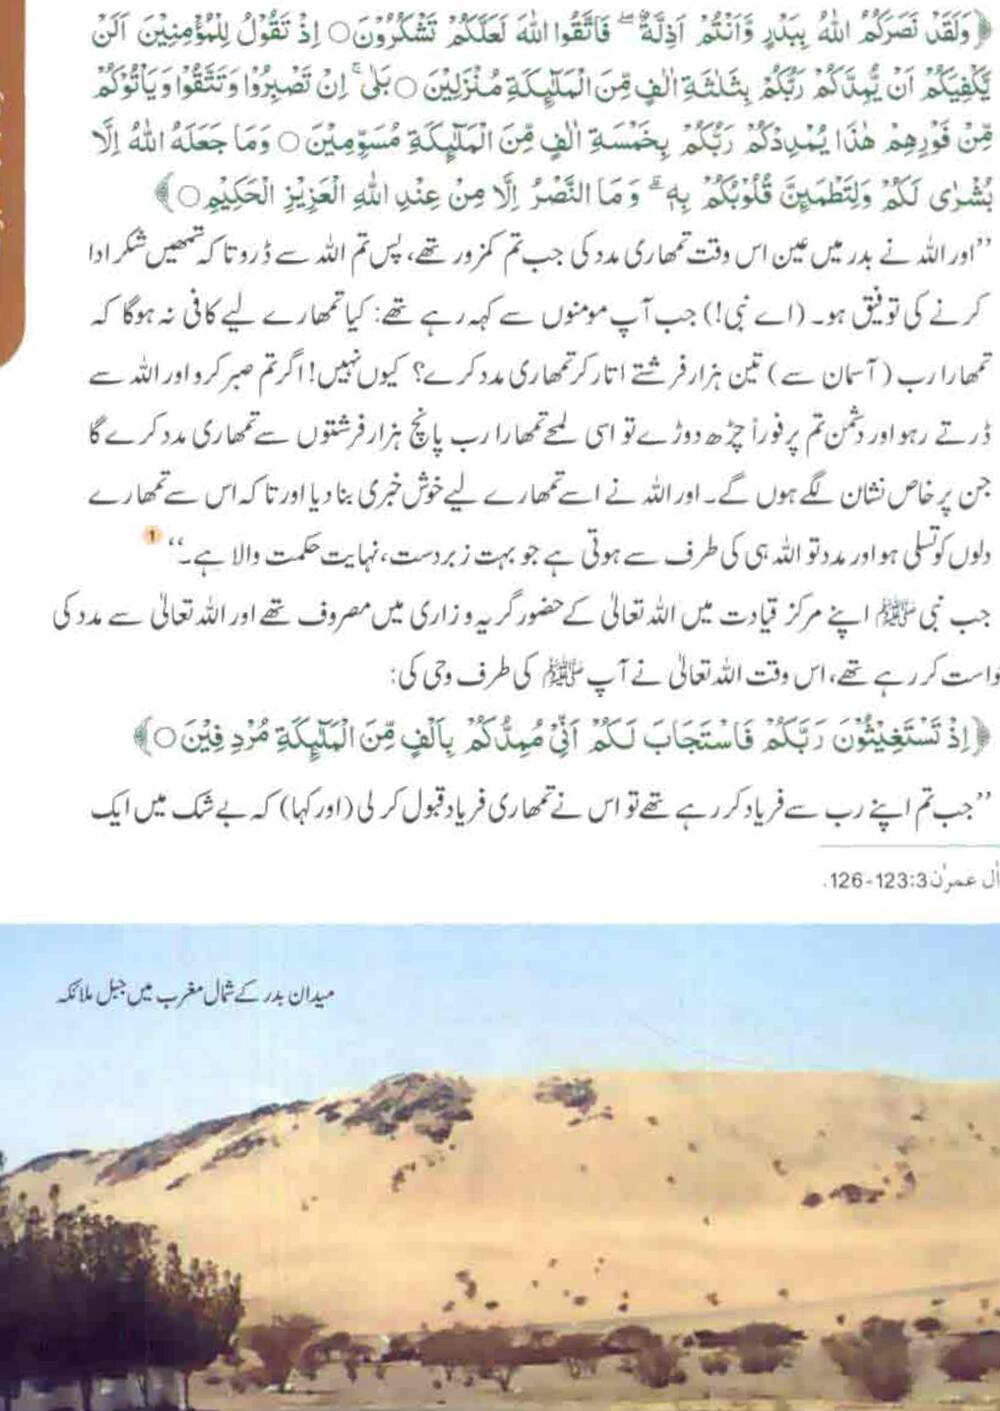 ﴿وَلَقَدْ نَصَرَكُمُ اللّٰهُ بِبَدْرٍ وَّاَنْتُمْ اَذِلَّةٌ ۚ فَاتَّقُوا اللّٰهَ لَعَلَّكُمْ تَشْكُرُوْنَ ○ اِذْ تَقُوْلُ لِلْمُؤْمِنِيْنَ اَلَنْ
يَّكْفِيَكُمْ اَنْ يُّمِدَّكُمْ رَبُّكُمْ بِثَلٰثَةِ اٰلٰفٍ مِّنَ الْمَلٰٓئِكَةِ مُنْزَلِيْنَ ○ بَلٰٓى ۙ اِنْ تَصْبِرُوْا وَتَتَّقُوْا وَيَاْتُوْكُمْ
مِّنْ فَوْرِهِمْ هٰذَا يُمْدِدْكُمْ رَبُّكُمْ بِخَمْسَةِ اٰلٰفٍ مِّنَ الْمَلٰٓئِكَةِ مُسَوِّمِيْنَ ○ وَمَا جَعَلَهُ اللّٰهُ اِلَّا
بُشْرٰى لَكُمْ وَلِتَطْمَئِنَّ قُلُوْبُكُمْ بِهٖ ۗ وَمَا النَّصْرُ اِلَّا مِنْ عِنْدِ اللّٰهِ الْعَزِيْزِ الْحَكِيْمِ ○﴾
’’اور اللہ نے بدر میں عین اس وقت تمھاری مدد کی جب تم کمزور تھے، پس تم اللہ سے ڈرو تاکہ تمھیں شکر ادا
کرنے کی توفیق ہو۔ (اے نبی!) جب آپ مومنوں سے کہہ رہے تھے: کیا تمھارے لیے کافی نہ ہوگا کہ
تمھارا رب (آسمان سے) تین ہزار فرشتے اتار کر تمھاری مدد کرے؟ کیوں نہیں! اگر تم صبر کرو اور اللہ سے
ڈرتے رہو اور دشمن تم پر فوراً چڑھ دوڑے تو اسی لمحے تمھارا رب پانچ ہزار فرشتوں سے تمھاری مدد کرے گا
جن پر خاص نشان لگے ہوں گے۔ اور اللہ نے اسے تمھارے لیے خوش خبری بنا دیا اور تاکہ اس سے تمھارے
دلوں کو تسلی ہو اور مدد تو اللہ ہی کی طرف سے ہوتی ہے جو بہت زبردست، نہایت حکمت والا ہے۔‘‘ 1
جب نبی ﷺ اپنے مرکز قیادت میں اللہ تعالیٰ کے حضور گریہ و زاری میں مصروف تھے اور اللہ تعالیٰ سے مدد کی
واست کر رہے تھے، اس وقت اللہ تعالیٰ نے آپ ﷺ کی طرف وحی کی:
﴿اِذْ تَسْتَغِيْثُوْنَ رَبَّكُمْ فَاسْتَجَابَ لَكُمْ اَنِّيْ مُمِدُّكُمْ بِاَلْفٍ مِّنَ الْمَلٰٓئِكَةِ مُرْدِفِيْنَ ○﴾
’’جب تم اپنے رب سے فریاد کر رہے تھے تو اس نے تمھاری فریاد قبول کر لی (اور کہا) کہ بے شک میں ایک
اٰل عمرٰن 3:123-126.
میدان بدر کے شمال مغرب میں جبل ملائکہ